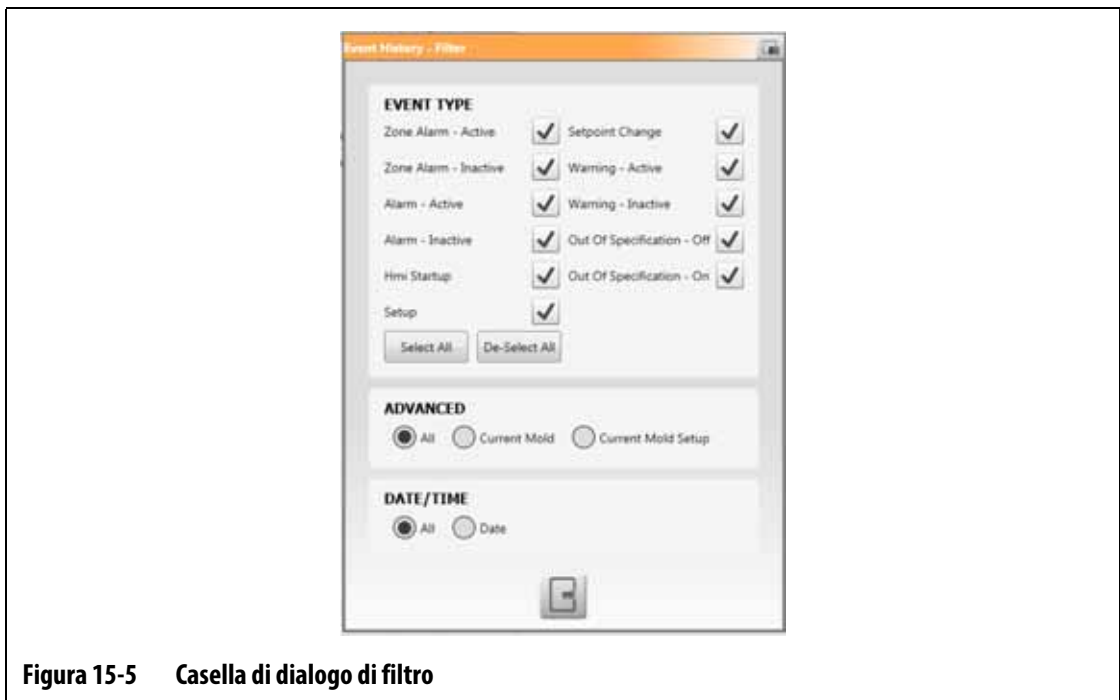 Event History - Filter
EVENT TYPE
Zone Alarm - Active Setpoint Change
Zone Alarm - Inactive Warning - Active
Alarm - Active Warning - Inactive
Alarm - Inactive Out Of Specification - Off
Hmi Startup Out Of Specification - On
Setup
Select All De-Select All
ADVANCED
All Current Mold Current Mold Setup
DATE/TIME
All Date
Figura 15-5 Casella di dialogo di filtro